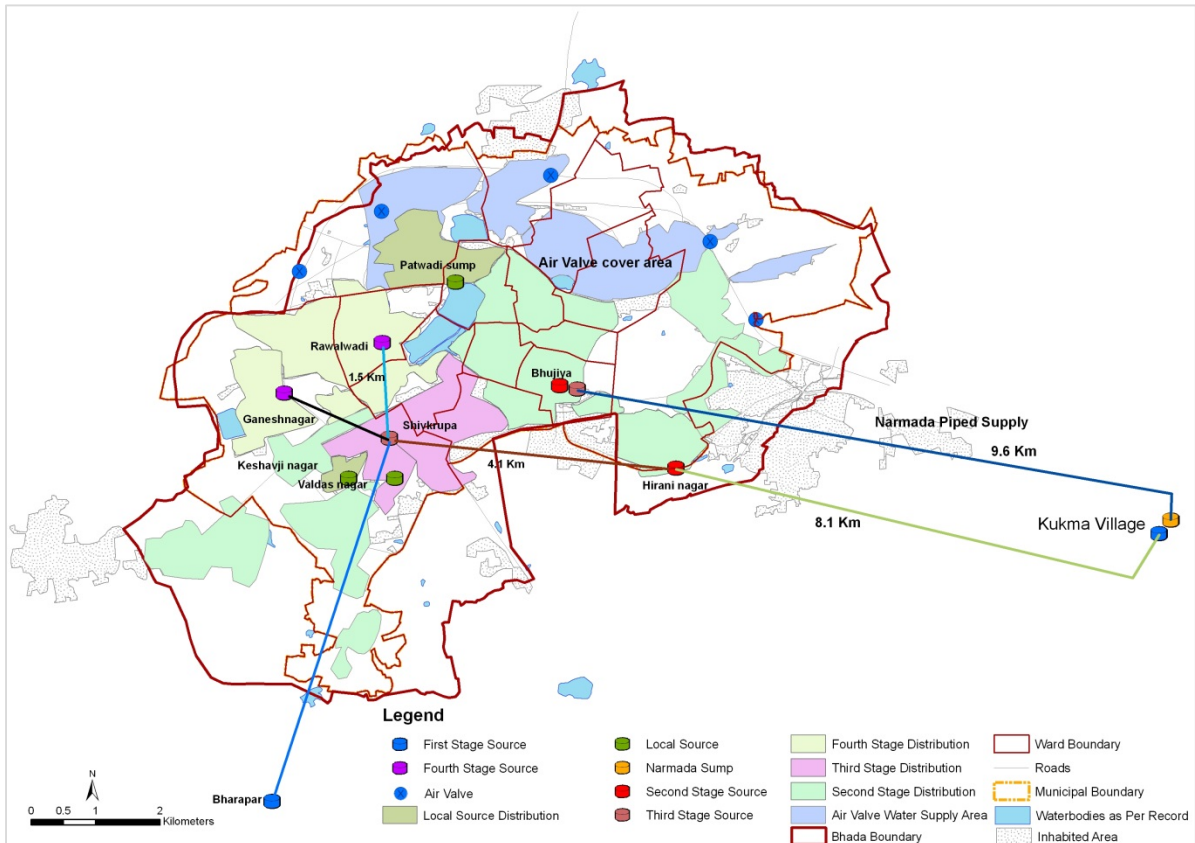 Patwadi sump
Air Valve cover area
Rawalwadi
1.5 Km
Bhujiya
Ganeshnagar
Shivkrupa
Narmada Piped Supply
9.6 Km
Keshavji nagar
4.1 Km
Valdas nagar
Hirani nagar
8.1 Km
Kukma Village
Bharapar
N
0 0.5 1 2
Kilometers
Legend
First Stage Source
Fourth Stage Source
Air Valve
Local Source Distribution
Local Source
Narmada Sump
Second Stage Source
Third Stage Source
Fourth Stage Distribution
Third Stage Distribution
Second Stage Distribution
Air Valve Water Supply Area
Bhada Boundary
Ward Boundary
Roads
Municipal Boundary
Waterbodies as Per Record
Inhabited Area